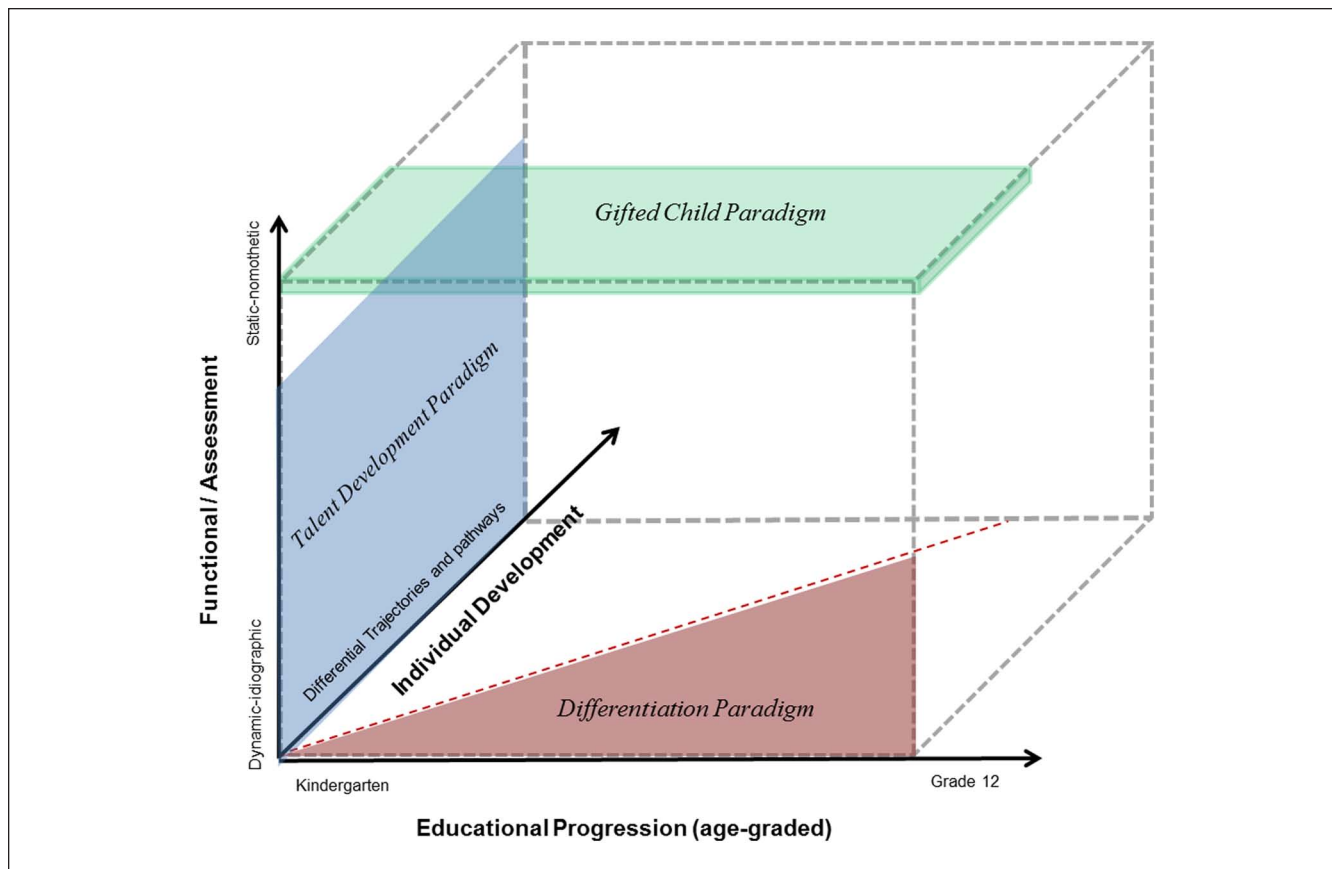 Gifted Child Paradigm
Static-nomothetic
Functional / Assessment
Dynamic-idiographic
Talent Development Paradigm
Differential Trajectories and pathways
Individual Development
Differentiation Paradigm
Kindergarten
Grade 12
Educational Progression (age-graded)